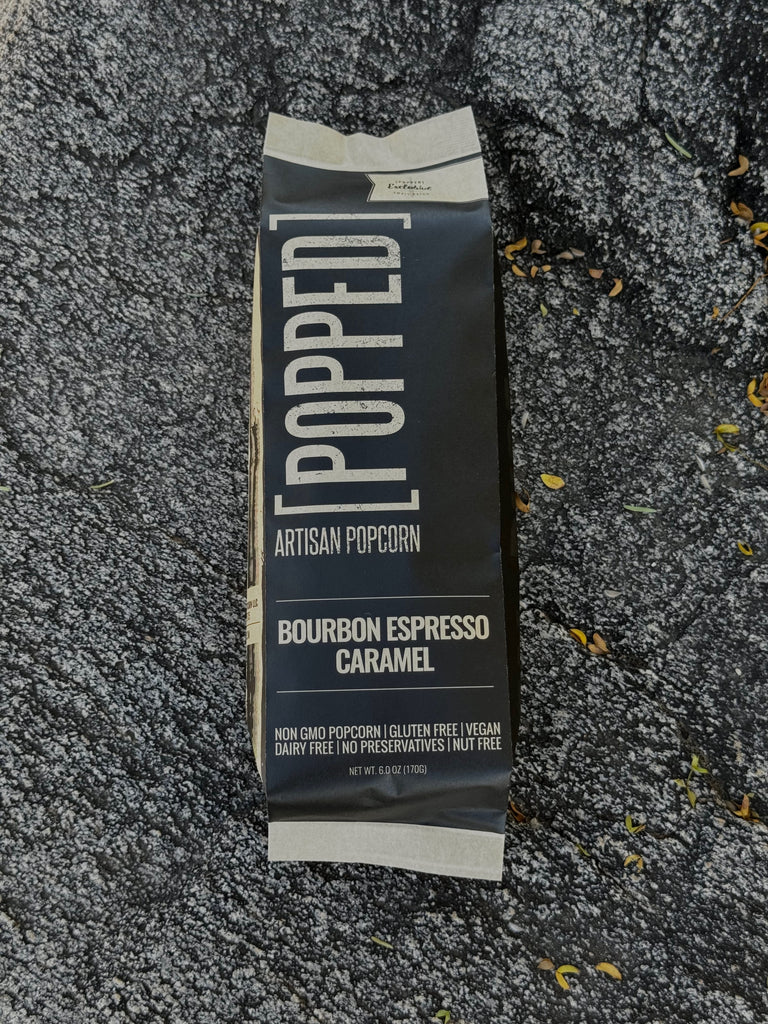 Exclusive
[POPPED]
ARTISAN POPCORN
BOURBON ESPRESSO
CARAMEL
NON GMO POPCORN | GLUTEN FREE | VEGAN
DAIRY FREE | NO PRESERVATIVES | NUT FREE
NET WT. 6.0 OZ (170G)